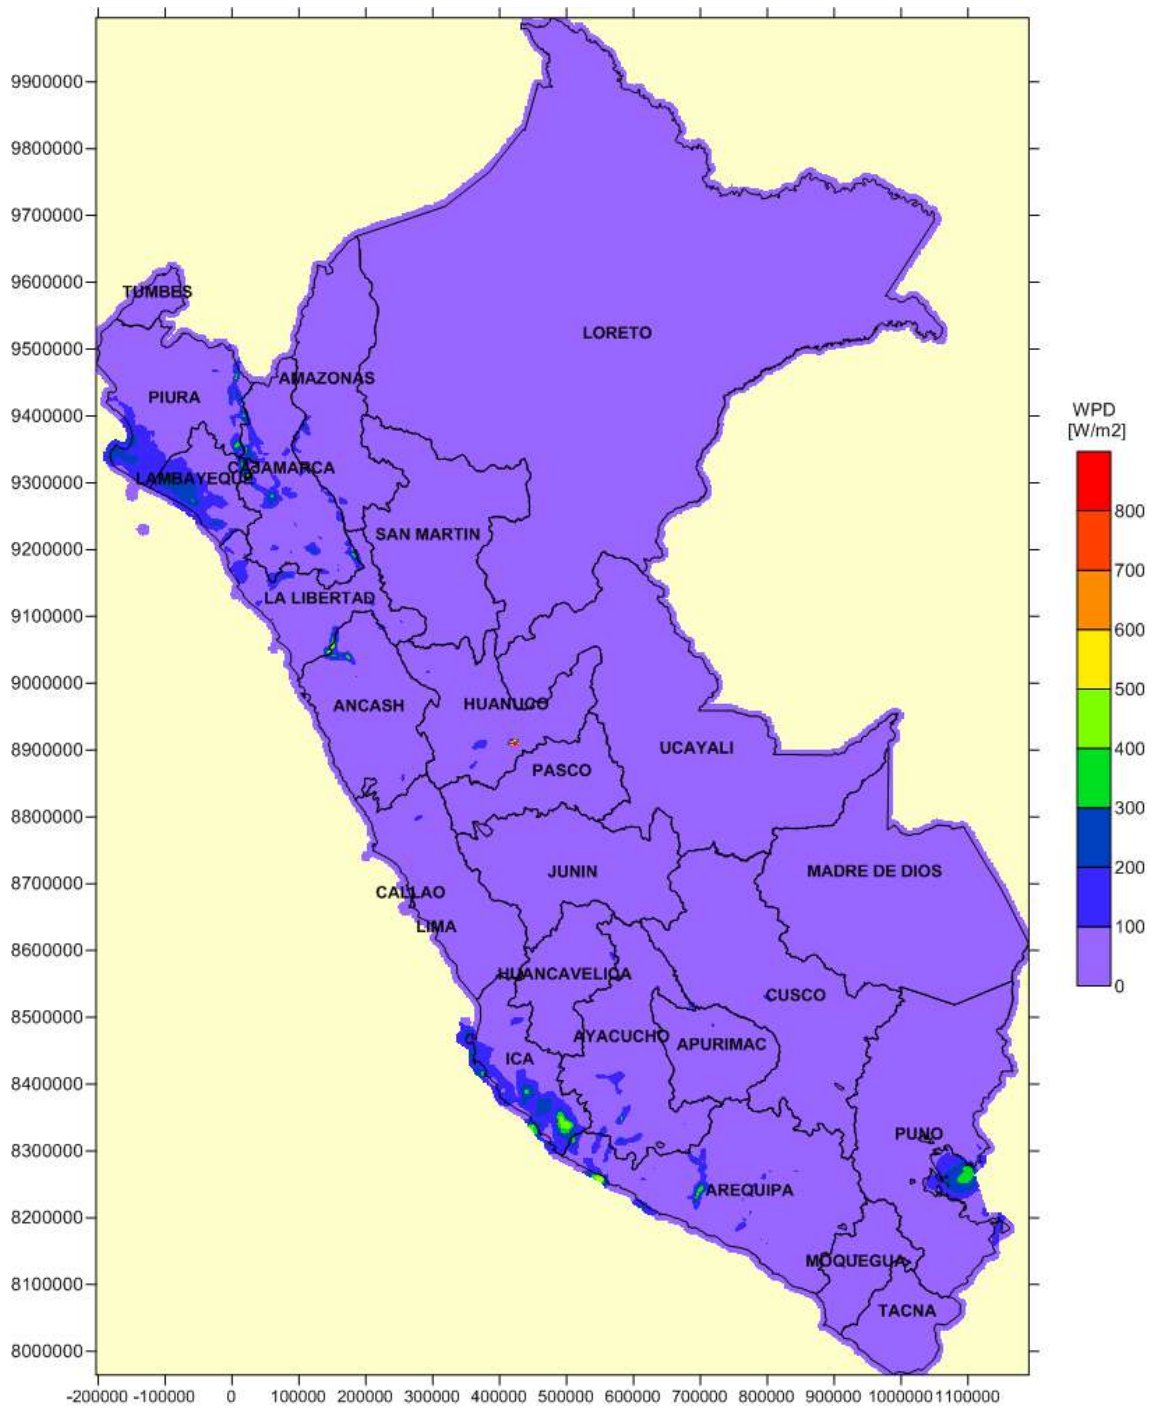 9900000
9800000
9700000
9600000
9500000
9400000
9300000
9200000
9100000
9000000
8900000
8800000
8700000
8600000
8500000
8400000
8300000
8200000
8100000
8000000
TUMBES
LORETO
AMAZONAS
PIURA
CAJAMARCA
LAMBAYEQUE
SAN MARTIN
LA LIBERTAD
ANCASH
HUANUCO
UCAYALI
PASCO
JUNIN
MADRE DE DIOS
CALLAO
LIMA
HUANCAVELICA
CUSCO
AYACUCHO
APURIMAC
ICA
PUNO
AREQUIPA
MOQUEGUA
TACNA
WPD
[W/m2]
800
700
600
500
400
300
200
100
0
-200000 -100000 0 100000 200000 300000 400000 500000 600000 700000 800000 900000 1000000 1100000